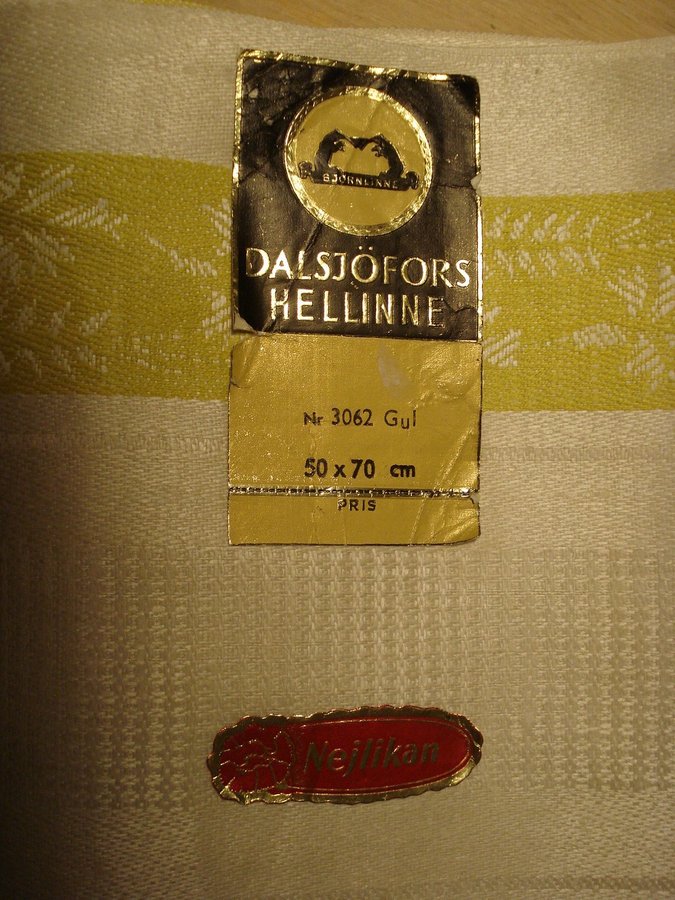 BJÖRNLINNE
DALSJÖFORS
HELLINNE
Nr 3062 Gul
50 x 70 cm
PRIS
Nejlikan